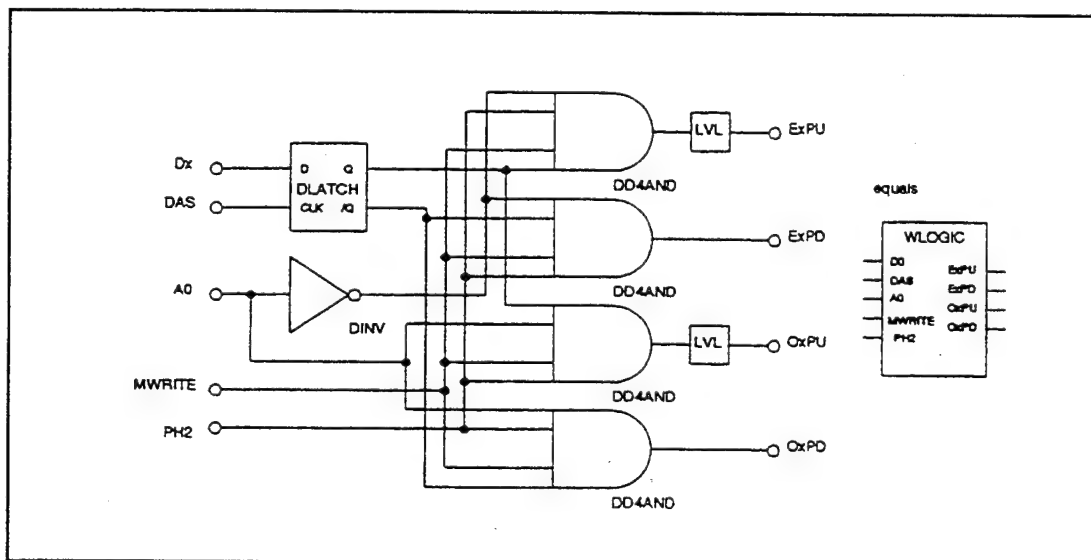 LVL
ExPU
Dx
D Q
DLATCH
CLK /Q
DD4AND
DAS
equals
ExPD
WLOGIC
D0
DAS
A0
MWRITE
PH2
ExPU
ExPD
OxPU
OxPD
A0
DINV
DD4AND
LVL
OxPU
MWRITE
DD4AND
PH2
OxPD
DD4AND